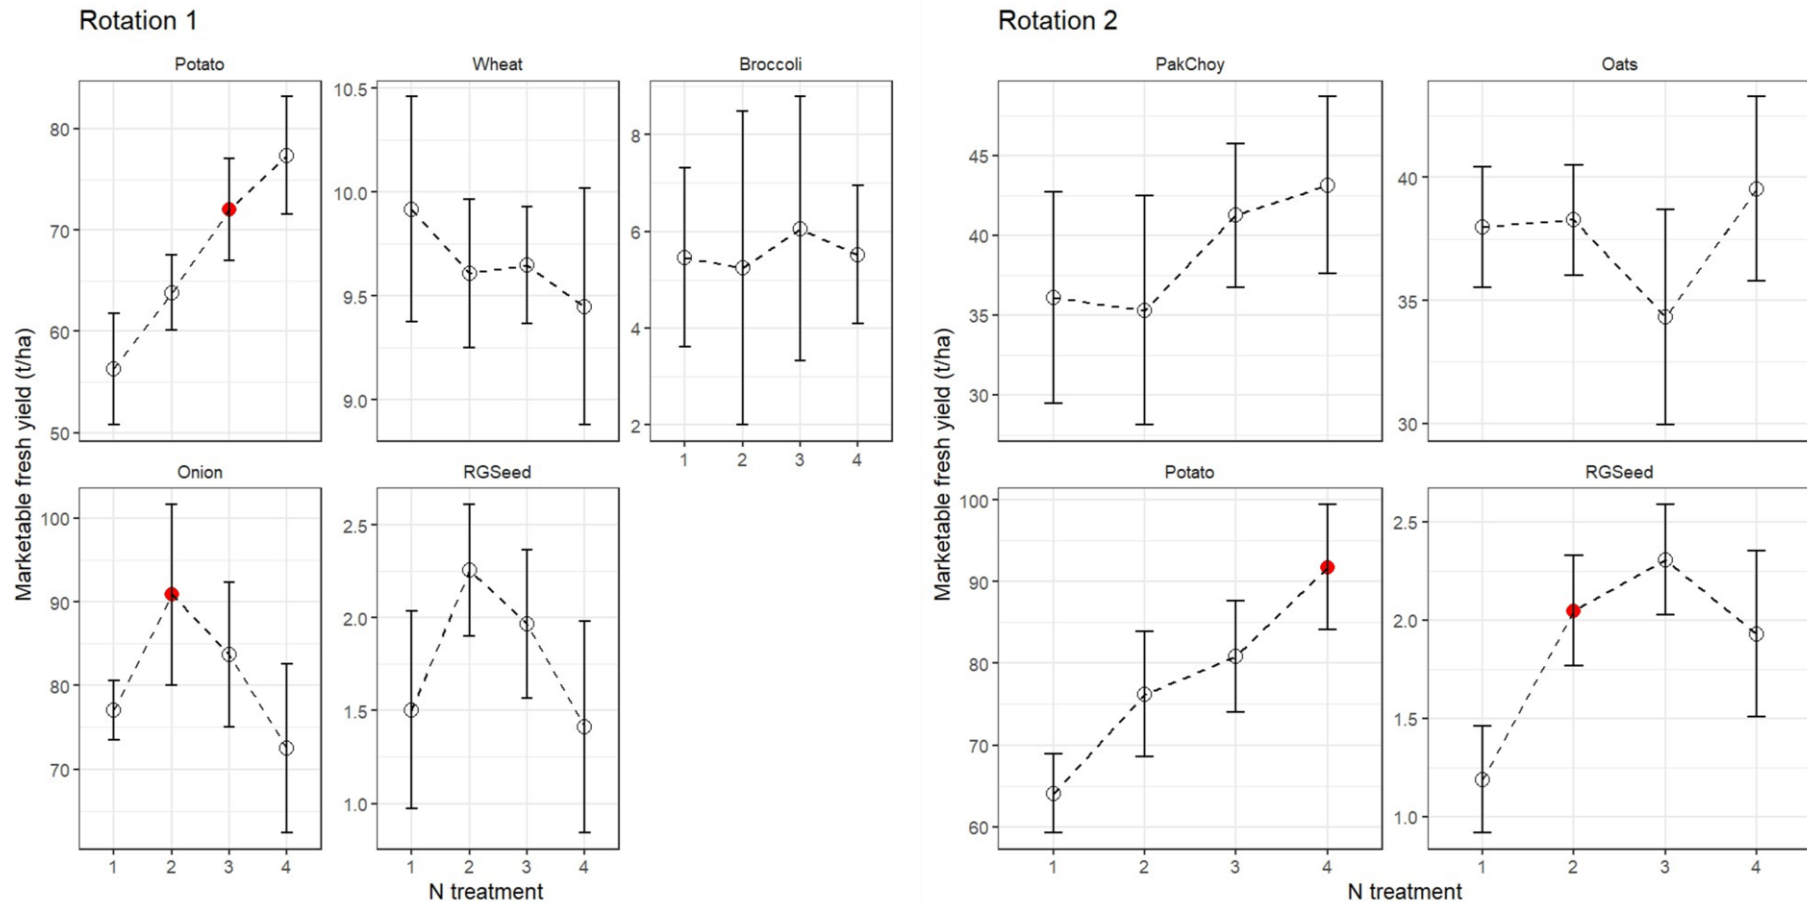 Rotation 1
Potato
Wheat
Broccoli
80
70
60
50
10.5
10.0
9.5
9.0
8
6
4
2
1 2 3 4
Onion
RGSeed
100
90
80
70
2.5
2.0
1.5
1.0
1 2 3 4
1 2 3 4
Marketable fresh yield (t/ha)
N treatment
Rotation 2
PakChoy
Oats
45
40
35
30
40
35
30
Potato
RGSeed
100
90
80
70
60
2.5
2.0
1.5
1.0
1 2 3 4
1 2 3 4
Marketable fresh yield (t/ha)
N treatment